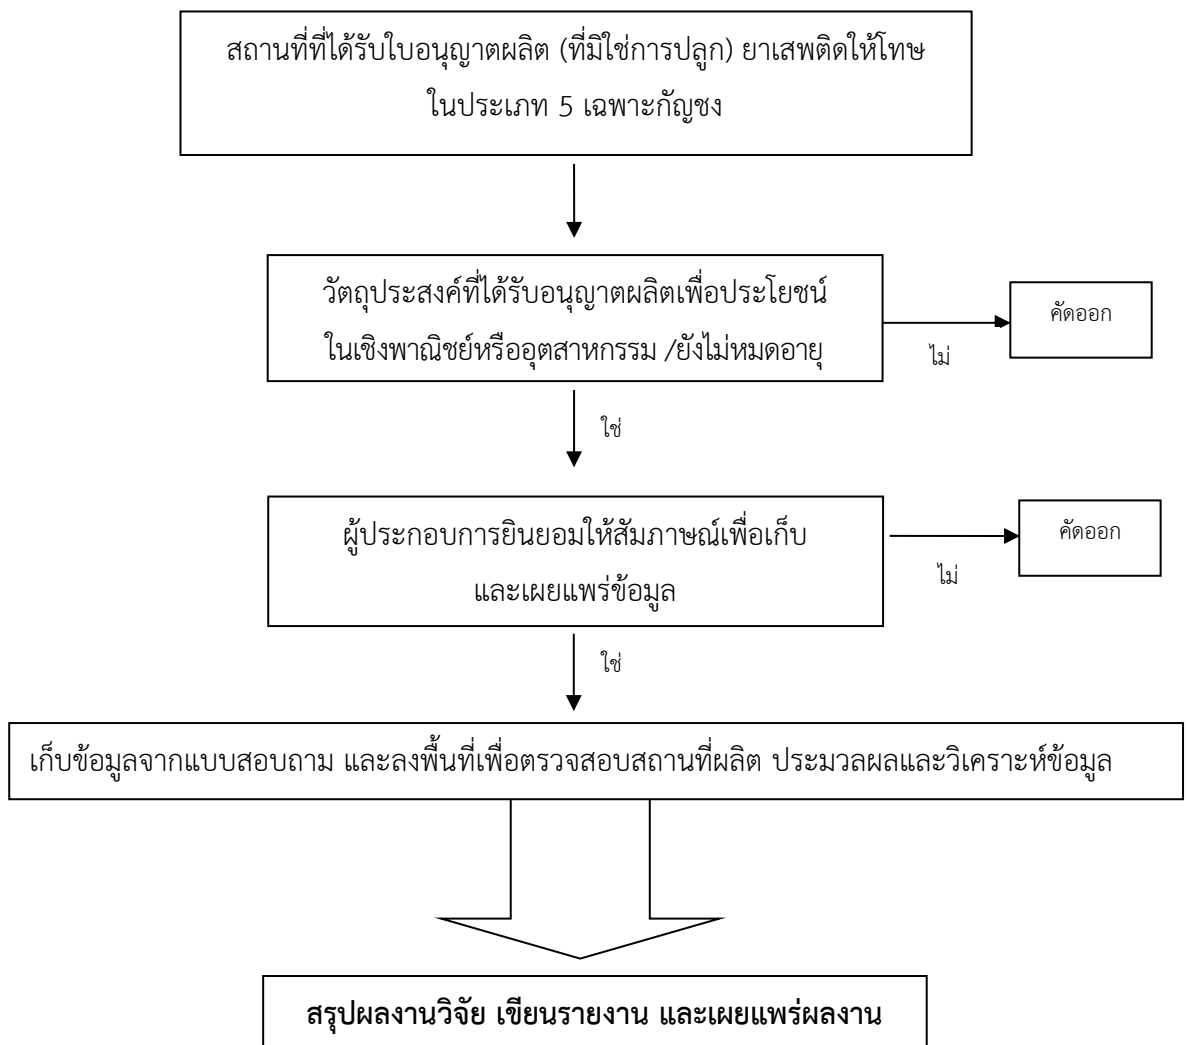 สถานที่ที่ได้รับใบอนุญาตผลิต (ที่มิใช่การปลูก) ยาเสพติดให้โทษ
ในประเภท 5 เฉพาะกัญชง
วัตถุประสงค์ที่ได้รับอนุญาตผลิตเพื่อประโยชน์
ในเชิงพาณิชย์หรืออุตสาหกรรม /ยังไม่หมดอายุ
คัดออก
ไม่
ใช่
ผู้ประกอบการยินยอมให้สัมภาษณ์เพื่อเก็บ
และเผยแพร่ข้อมูล
คัดออก
ไม่
ใช่
เก็บข้อมูลจากแบบสอบถาม และลงพื้นที่เพื่อตรวจสอบสถานที่ผลิต ประมวลผลและวิเคราะห์ข้อมูล
สรุปผลงานวิจัย เขียนรายงาน และเผยแพร่ผลงาน